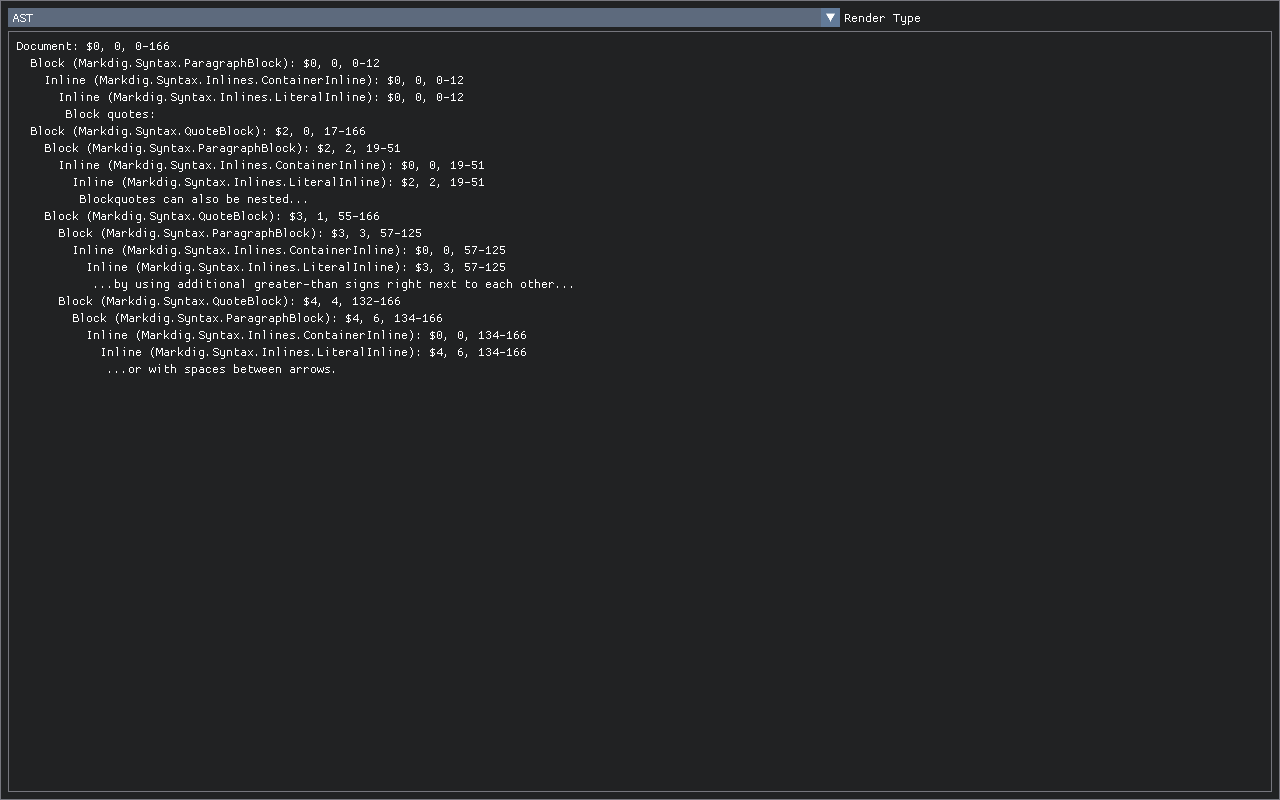 AST
Render Type
Document: $0, 0, 0-166
Block (Markdig.Syntax.ParagraphBlock): $0, 0, 0-12
Inline (Markdig.Syntax.Inlines.ContainerInline): $0, 0, 0-12
Inline (Markdig.Syntax.Inlines.LiteralInline): $0, 0, 0-12
Block quotes:
Block (Markdig.Syntax.QuoteBlock): $2, 0, 17-166
Block (Markdig.Syntax.ParagraphBlock): $2, 2, 19-51
Inline (Markdig.Syntax.Inlines.ContainerInline): $0, 0, 19-51
Inline (Markdig.Syntax.Inlines.LiteralInline): $2, 2, 19-51
Blockquotes can also be nested...
Block (Markdig.Syntax.QuoteBlock): $3, 1, 55-166
Block (Markdig.Syntax.ParagraphBlock): $3, 3, 57-125
Inline (Markdig.Syntax.Inlines.ContainerInline): $0, 0, 57-125
Inline (Markdig.Syntax.Inlines.LiteralInline): $3, 3, 57-125
...by using additional greater-than signs right next to each other...
Block (Markdig.Syntax.QuoteBlock): $4, 4, 132-166
Block (Markdig.Syntax.ParagraphBlock): $4, 6, 134-166
Inline (Markdig.Syntax.Inlines.ContainerInline): $0, 0, 134-166
Inline (Markdig.Syntax.Inlines.LiteralInline): $4, 6, 134-166
...or with spaces between arrows.